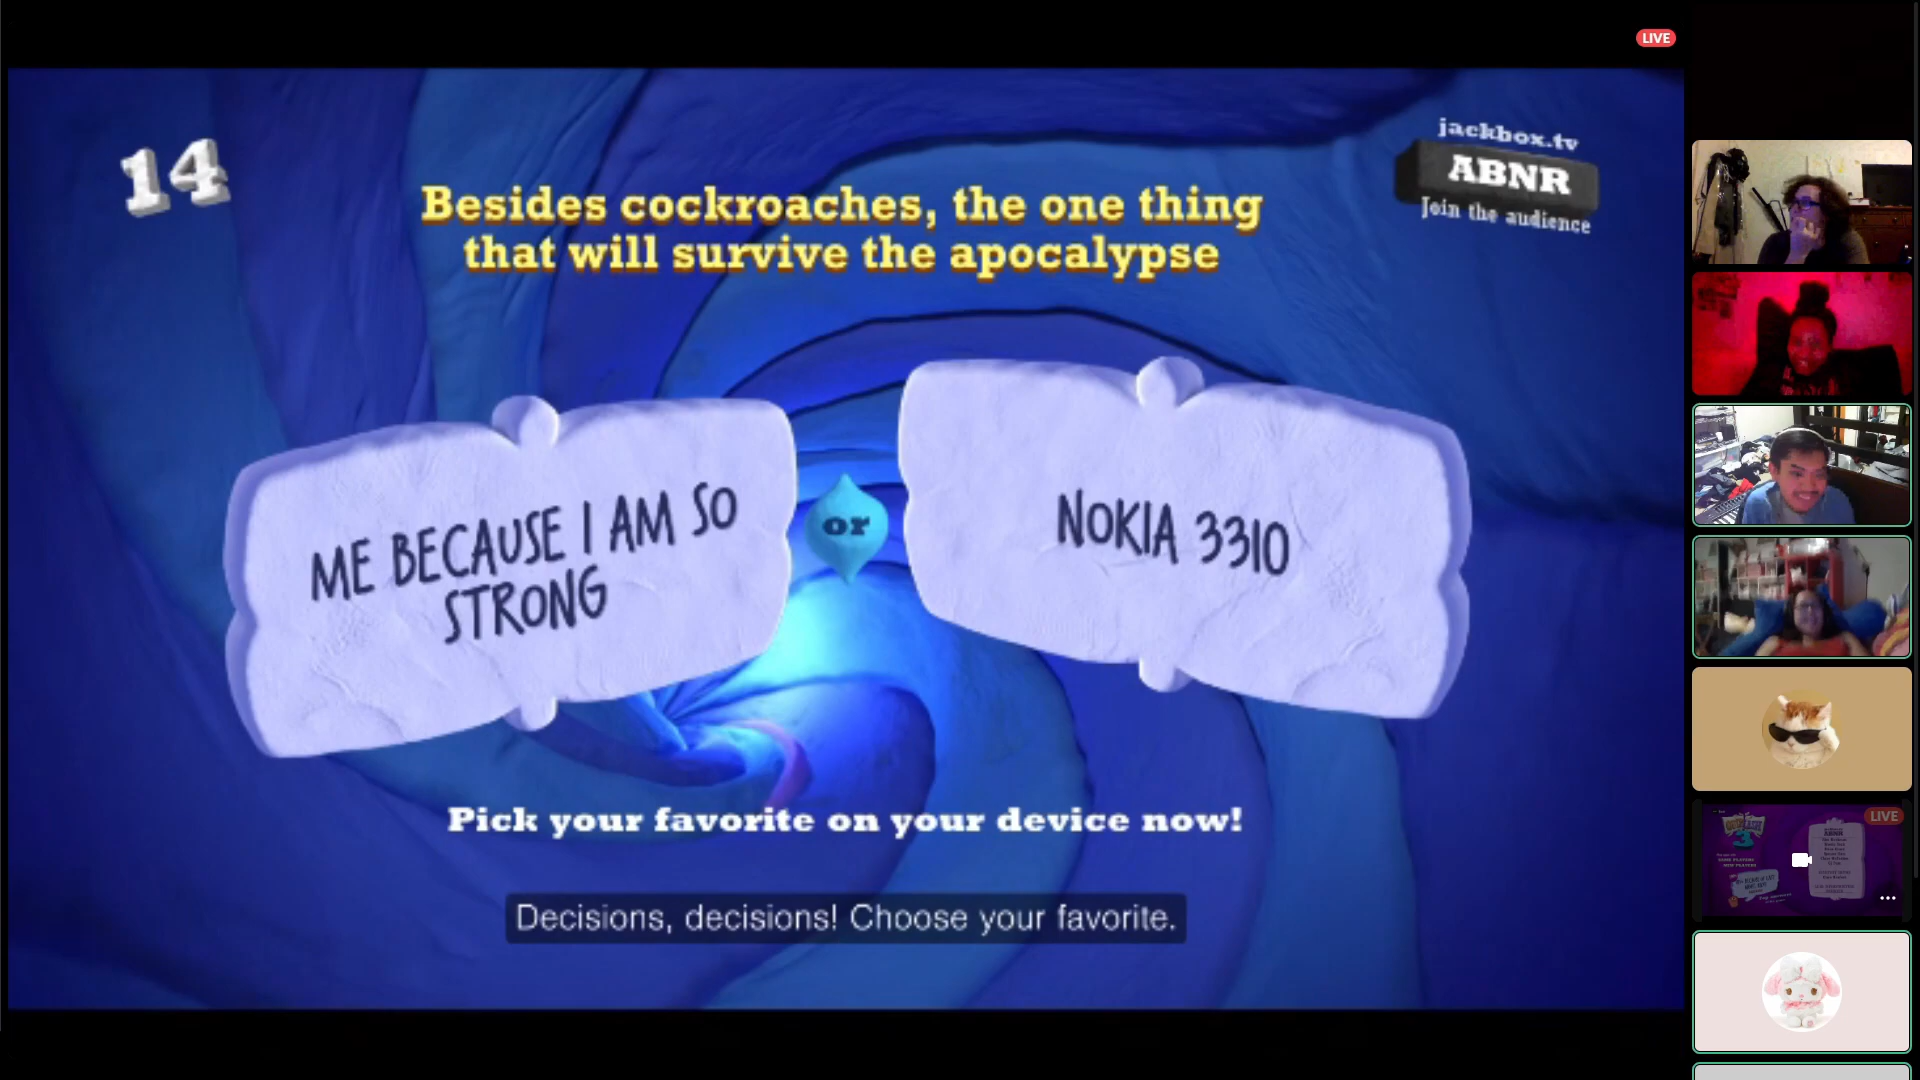 LIVE
14
jackbox.tv
ABNR
Join the audience
Besides cockroaches, the one thing
that will survive the apocalypse
ME BECAUSE I AM SO
STRONG
or
NOKIA 3310
Pick your favorite on your device now!
Decisions, decisions! Choose your favorite.
LIVE
3
ABNR